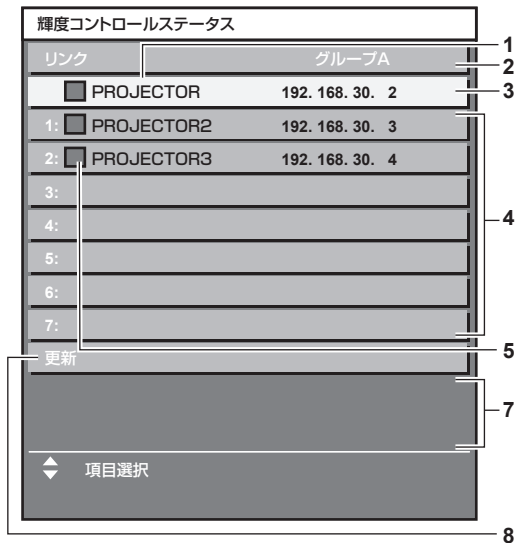 輝度コントロールステータス
リンク グループA
PROJECTOR 192. 168. 30. 2
1: PROJECTOR2 192. 168. 30. 3
2: PROJECTOR3 192. 168. 30. 4
3:
4:
5:
6:
7:
更新
項目選択
1
2
3
4
5
7
8